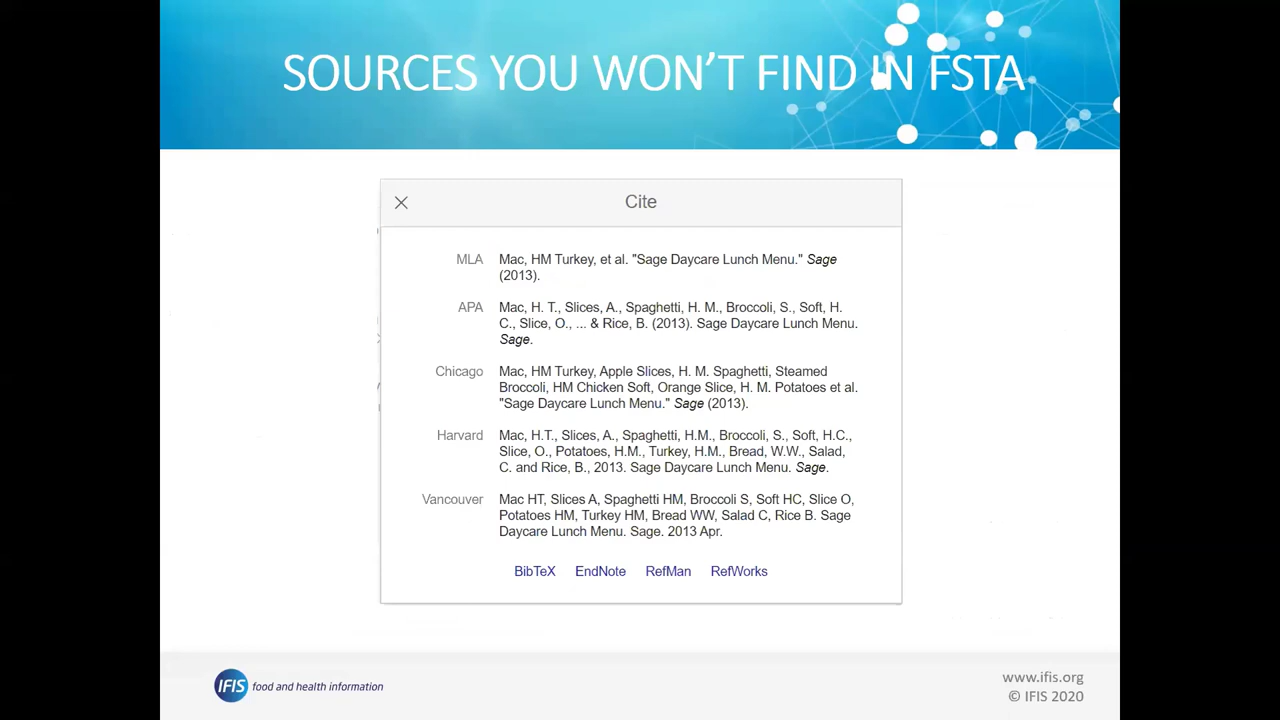 SOURCES YOU WON'T FIND IN FSTA
Cite
MLA Mac, HM Turkey, et al. "Sage Daycare Lunch Menu." Sage
(2013).
APA Mac, H. T., Slices, A., Spaghetti, H. M., Broccoli, S., Soft, H.
C., Slice, O., ... & Rice, B. (2013). Sage Daycare Lunch Menu.
Sage.
Chicago Mac, HM Turkey, Apple Slices, H. M. Spaghetti, Steamed
Broccoli, HM Chicken Soft, Orange Slice, H. M. Potatoes et al.
"Sage Daycare Lunch Menu." Sage (2013).
Harvard Mac, H.T., Slices, A., Spaghetti, H.M., Broccoli, S., Soft, H.C.,
Slice, O., Potatoes, H.M., Turkey, H.M., Bread, W.W., Salad,
C. and Rice, B., 2013. Sage Daycare Lunch Menu. Sage.
Vancouver Mac HT, Slices A, Spaghetti HM, Broccoli S, Soft HC, Slice O,
Potatoes HM, Turkey HM, Bread WW, Salad C, Rice B. Sage
Daycare Lunch Menu. Sage. 2013 Apr.
BibTeX EndNote RefMan RefWorks
IFIS food and health information
www.ifis.org
© IFIS 2020